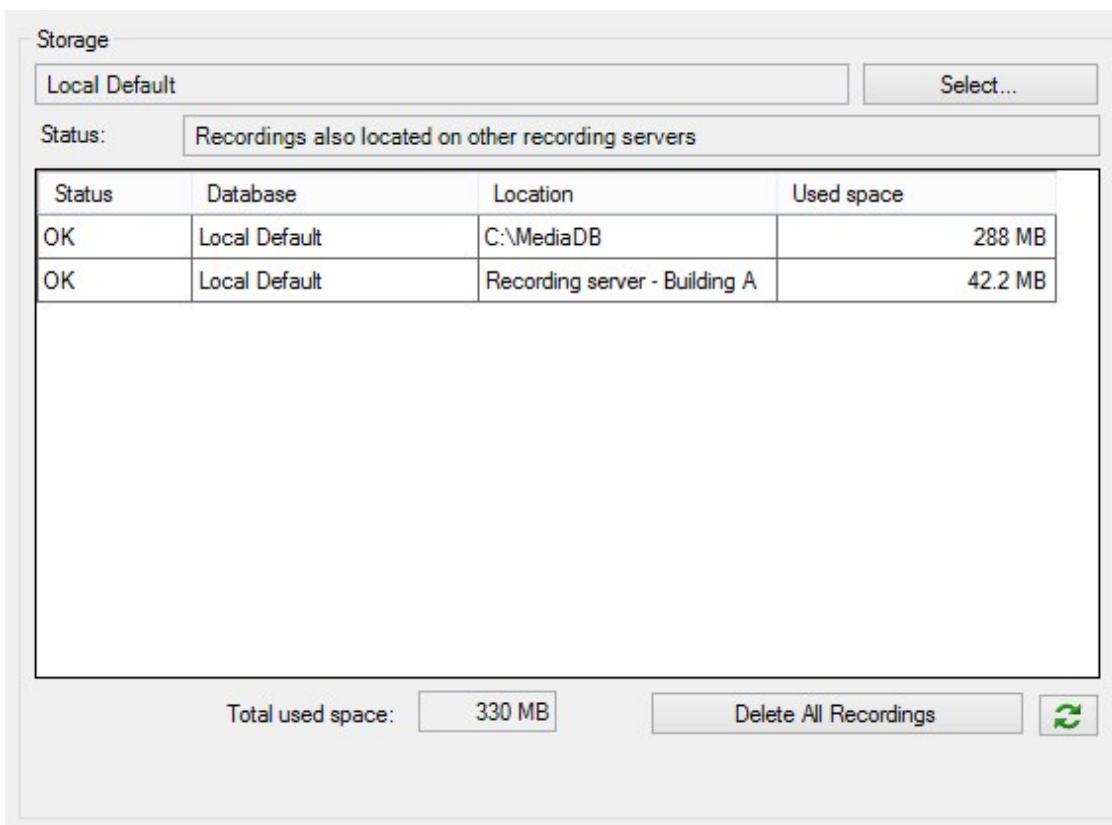 Storage
Local Default Select...
Status: Recordings also located on other recording servers
Status Database Location Used space
OK Local Default C:\MediaDB 288 MB
OK Local Default Recording server - Building A 42.2 MB
Total used space: 330 MB Delete All Recordings